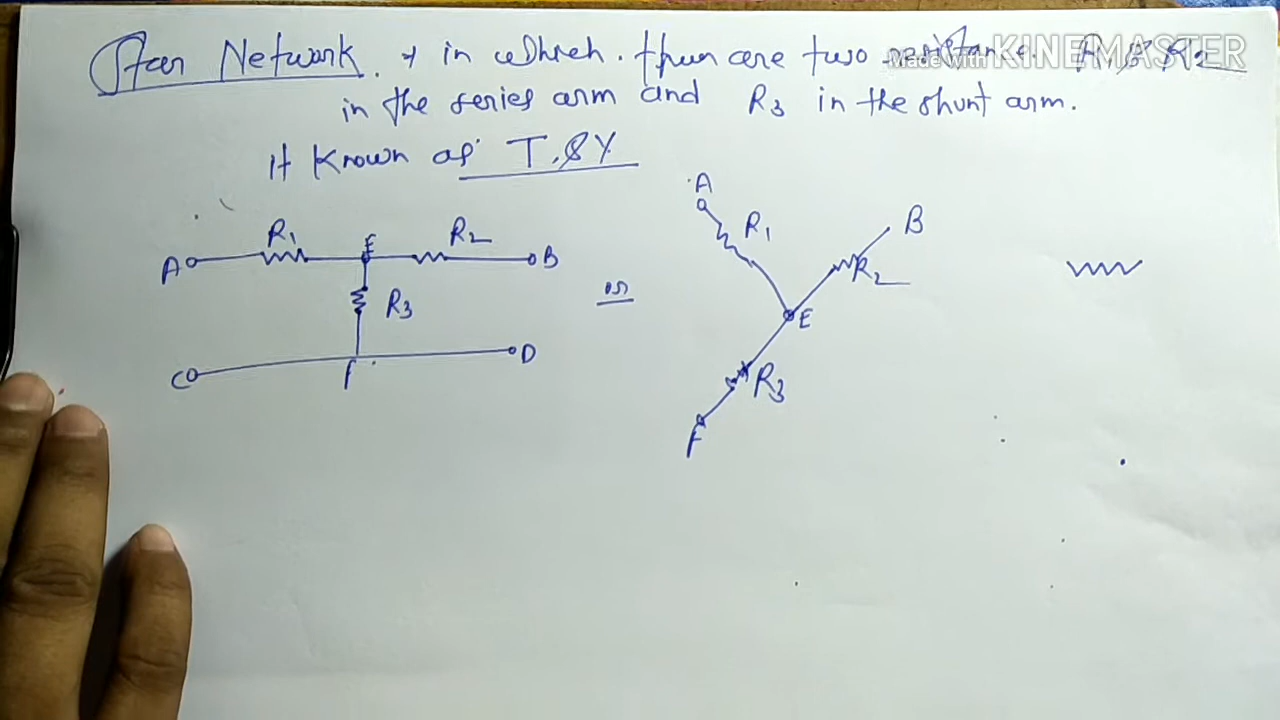 Star Network → in which there are two resistance R1 & R2
in the series arm and R3 in the shunt arm.
It Known as T & Y
Made with KINEMASTER
A R1 E R2 B
R3
C F D
or
A
R1
B
R2
E
R3
F